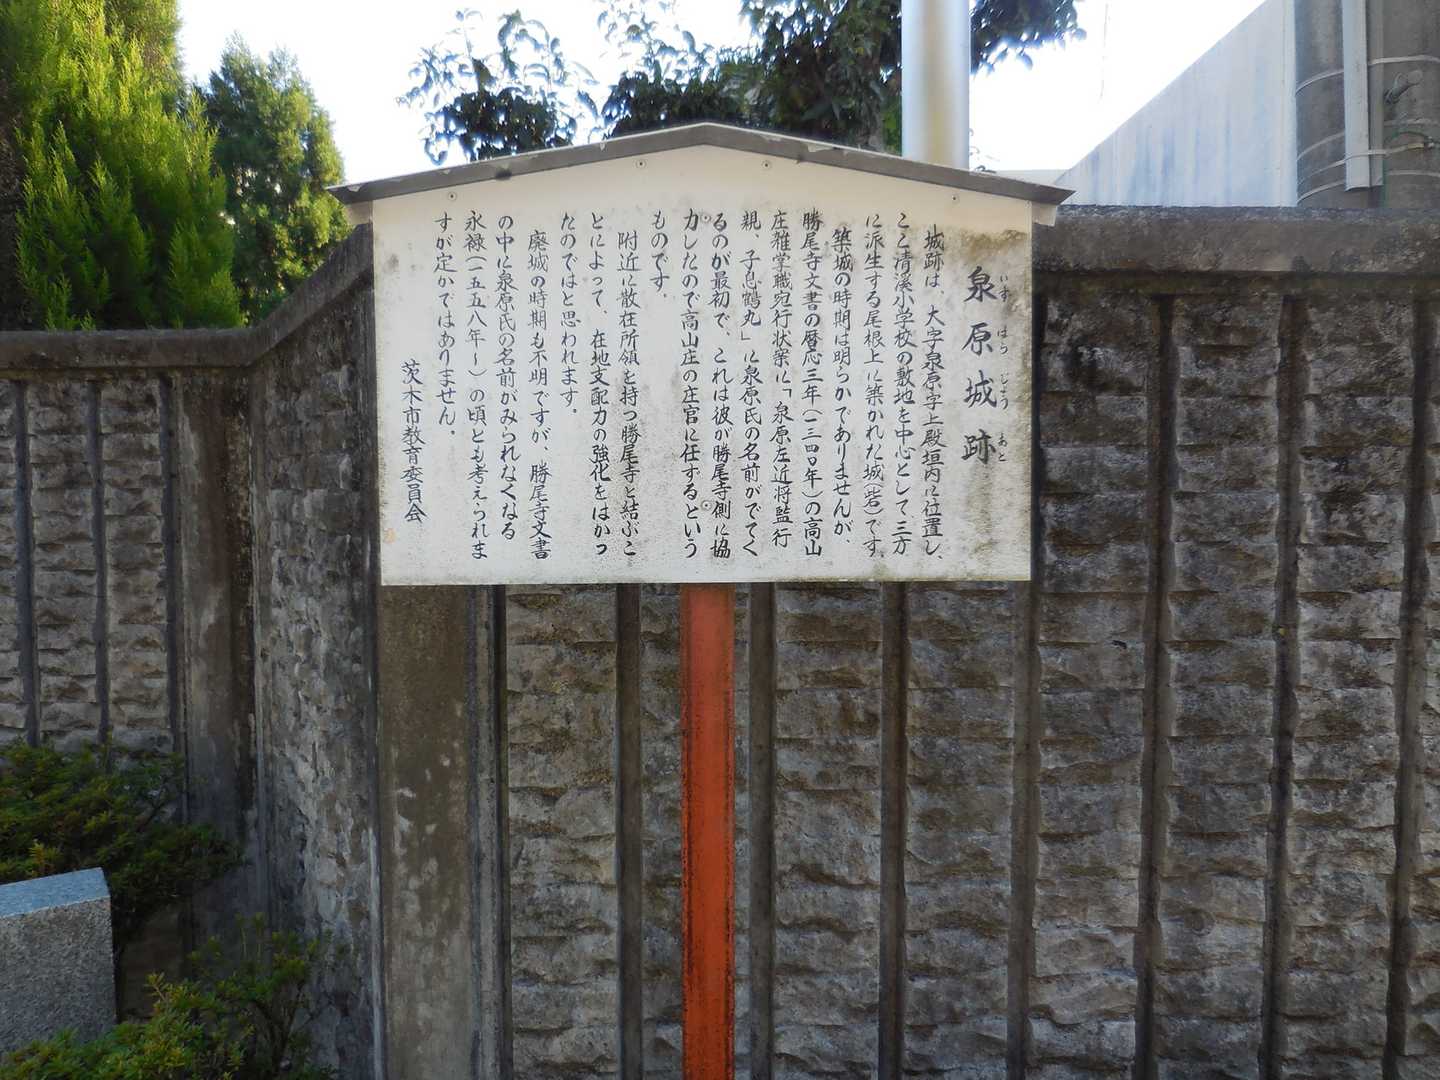 泉原城跡
いずはらじょうあと
城跡は、大字泉原字上殿垣内に位置し、
ここ清溪小学校の敷地を中心として三方
に派生する尾根上に築かれた城(砦)です。
築城の時期は明らかでありませんが、
勝尾寺文書の暦応三年(一三四〇年)の高山
庄雑学職宛行状案に「泉原左近将監行
親、子息鶴丸」に泉原氏の名前がでてく
るのが最初で、これは彼が勝尾寺側に協
力したので高山庄の庄官に任ずるという
ものです。
附近に散在所領を持つ勝尾寺と結ぶこ
とによって、在地支配力の強化をはかっ
たのではと思われます。
廃城の時期も不明ですが、勝尾寺文書
の中に泉原氏の名前がみられなくなる
永禄(一五五八年〜)の頃とも考えられま
すが定かではありません。
茨木市教育委員会